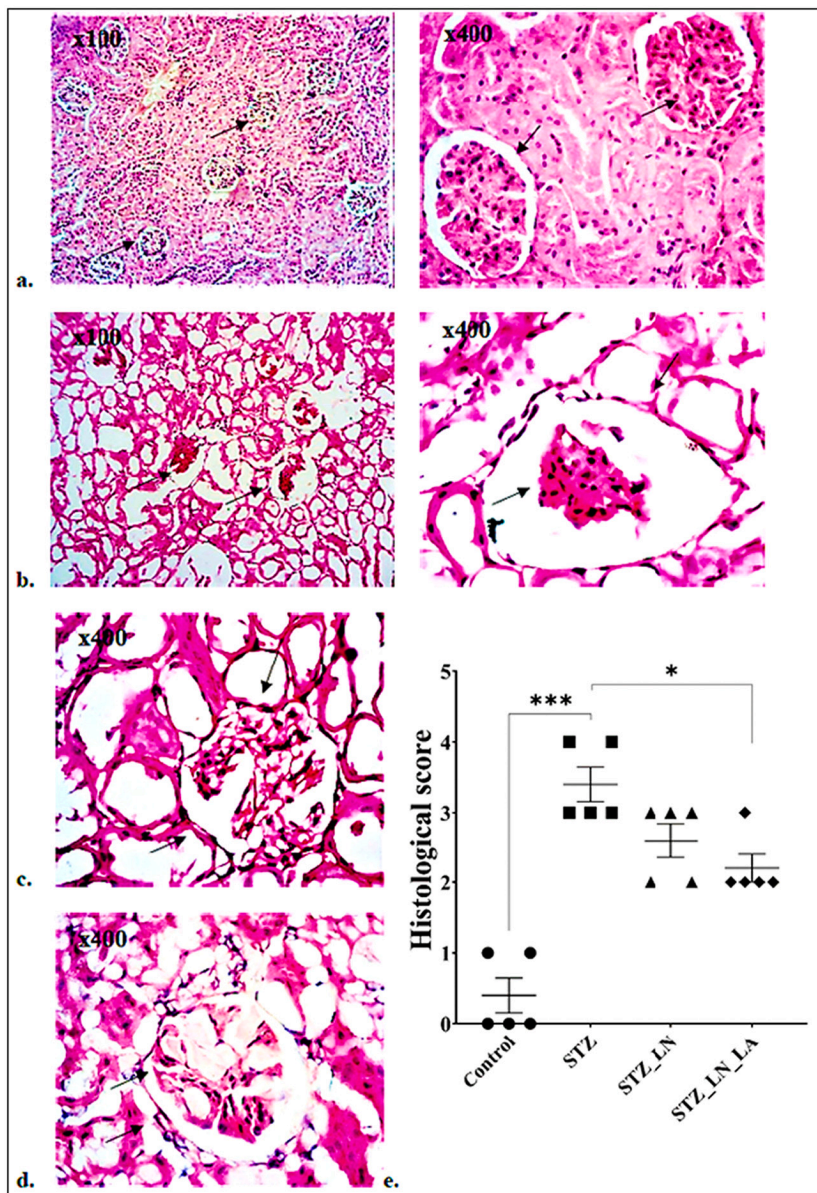 x100
x400
a.
x100
x400
b.
x400
c.
x400
d.
e.
Histological score
5
4
3
2
1
0
***
*
Control
STZ
STZ_LN
STZ_LN_LA